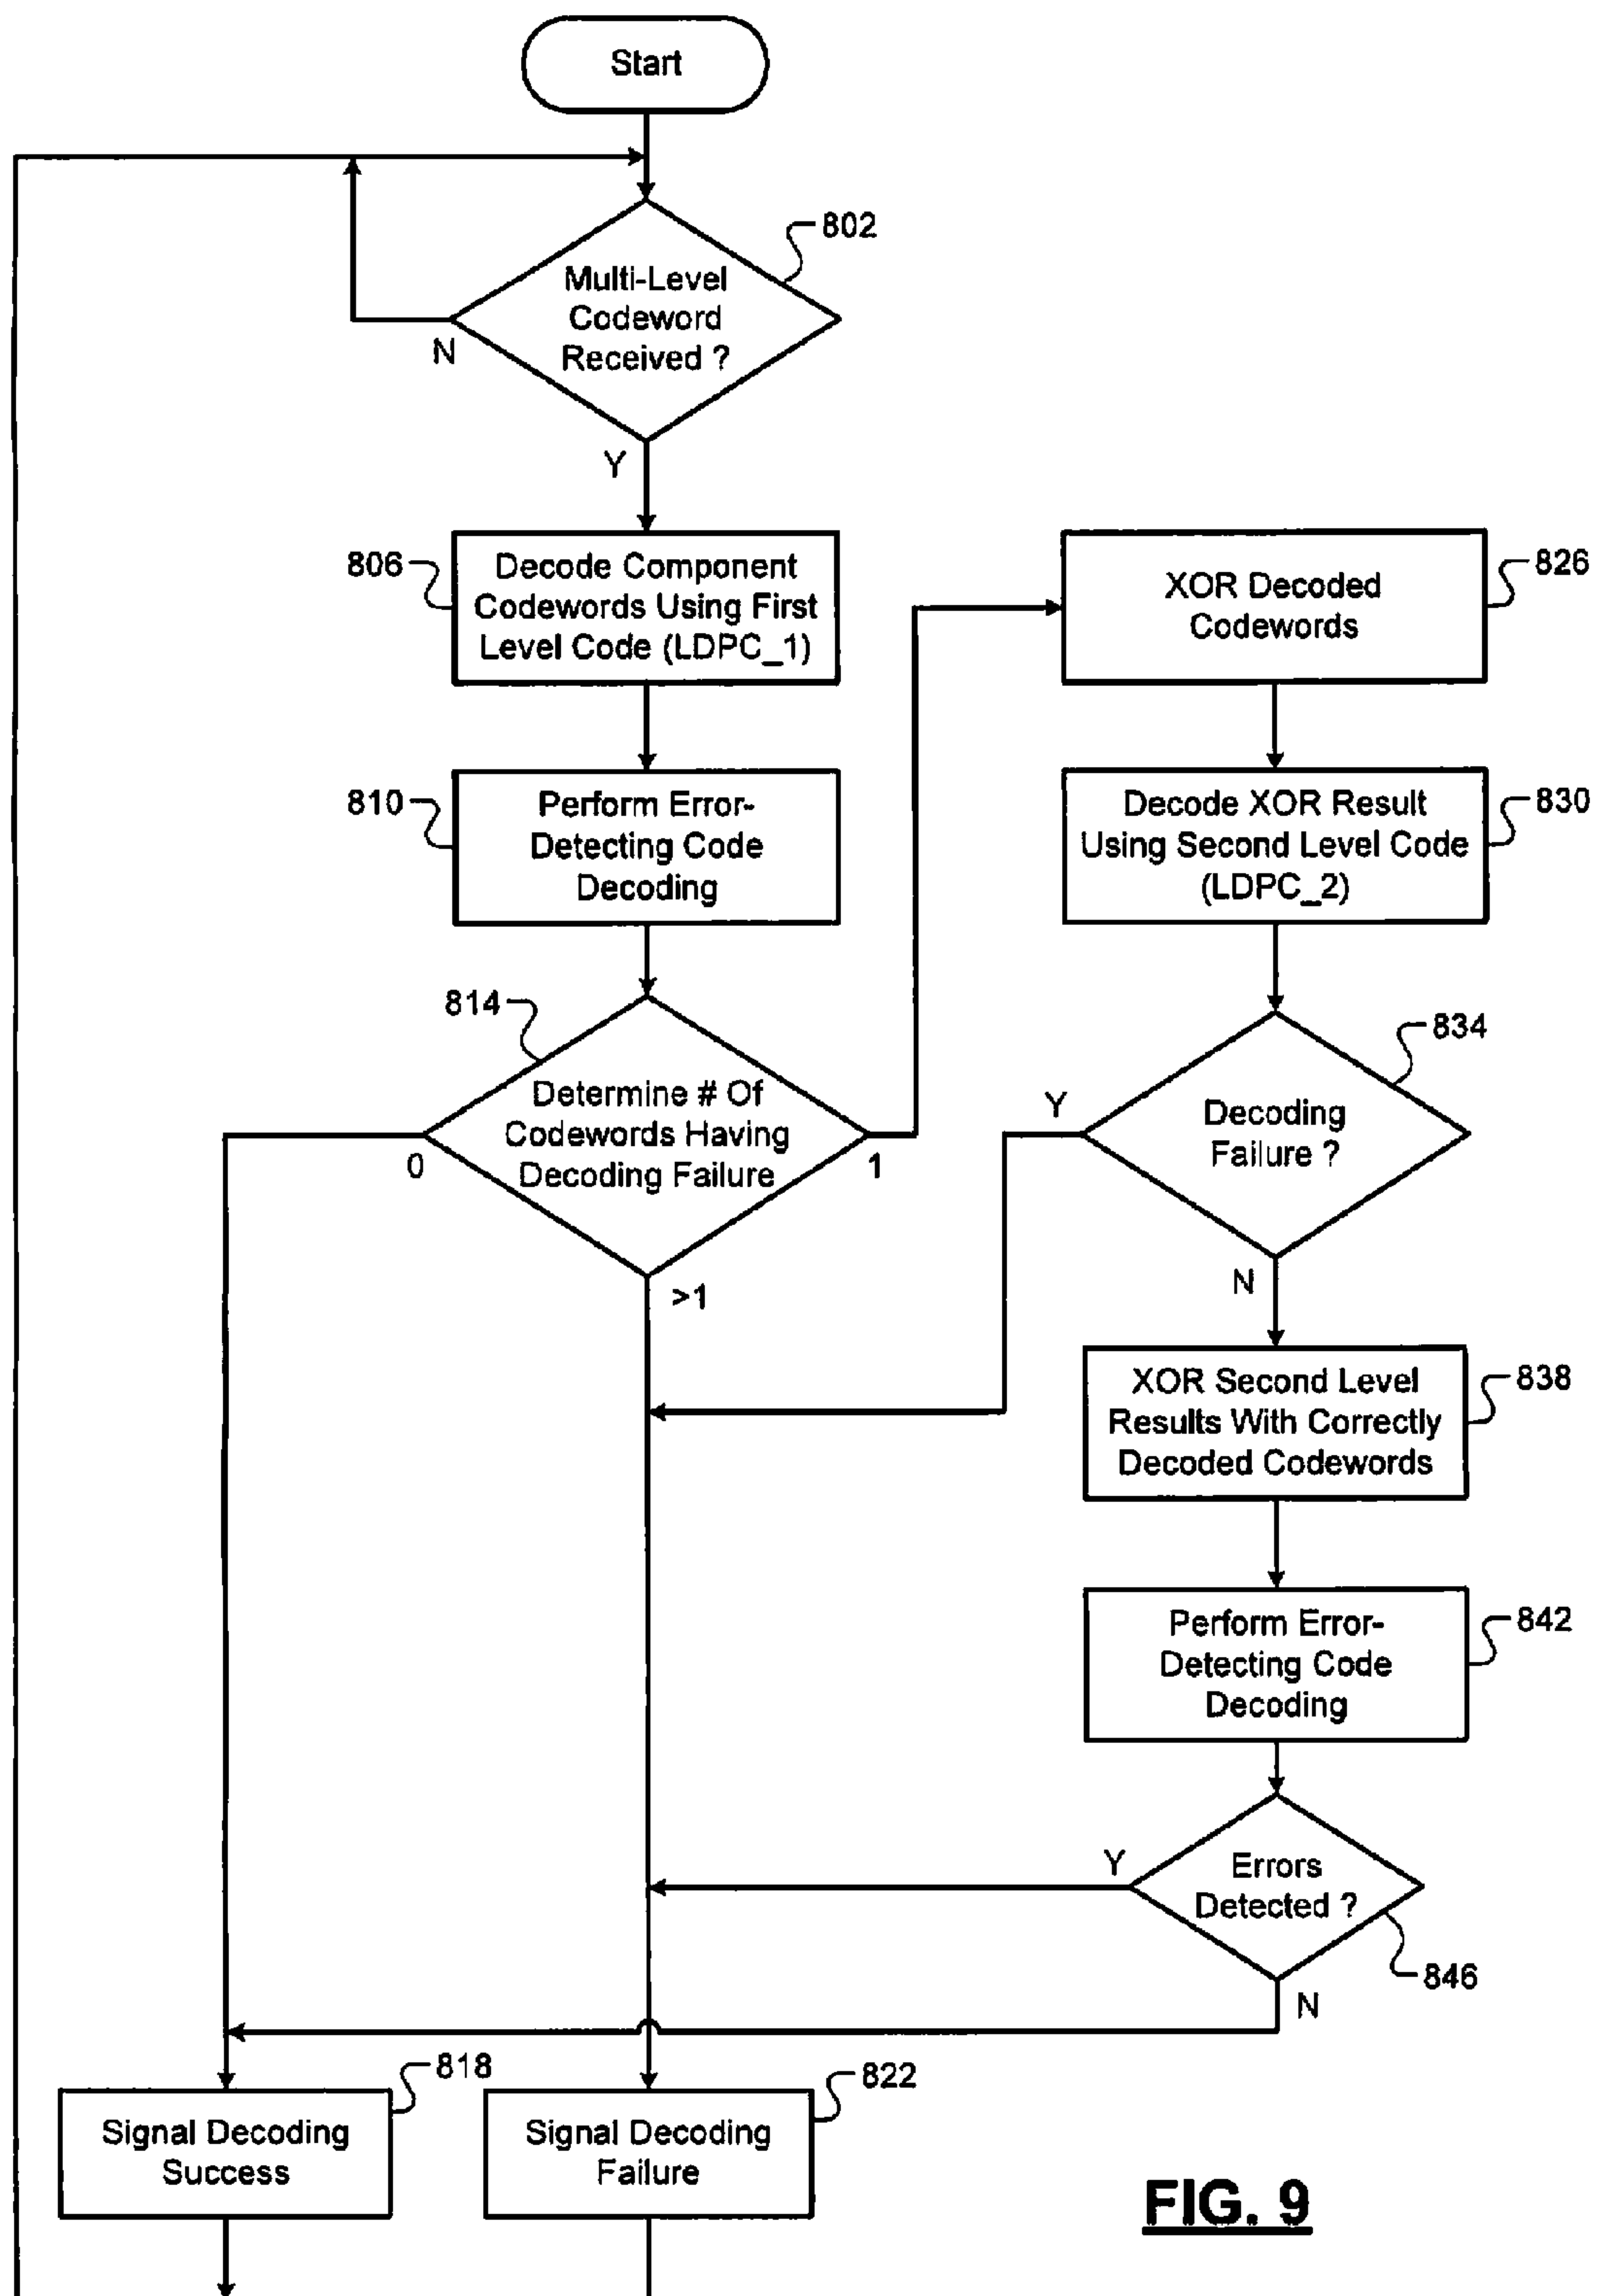 Start
802
Multi-Level
Codeword
Received ?
N
Y
806
Decode Component
Codewords Using First
Level Code (LDPC_1)
810
Perform Error-
Detecting Code
Decoding
814
Determine # Of
Codewords Having
Decoding Failure
0
1
>1
826
XOR Decoded
Codewords
830
Decode XOR Result
Using Second Level Code
(LDPC_2)
834
Decoding
Failure ?
Y
N
838
XOR Second Level
Results With Correctly
Decoded Codewords
842
Perform Error-
Detecting Code
Decoding
Errors
Detected ?
Y
846
N
818
Signal Decoding
Success
822
Signal Decoding
Failure
FIG. 9